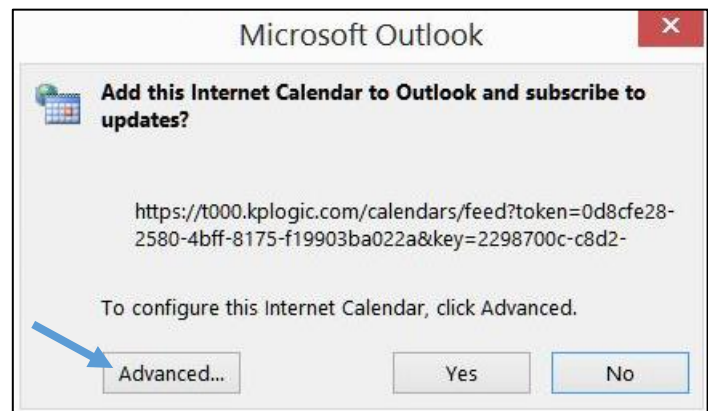 Microsoft Outlook
Add this Internet Calendar to Outlook and subscribe to
updates?
https://t000.kplogic.com/calendars/feed?token=0d8cfe28-
2580-4bff-8175-f19903ba022a&key=2298700c-c8d2-
To configure this Internet Calendar, click Advanced.
Advanced... Yes No